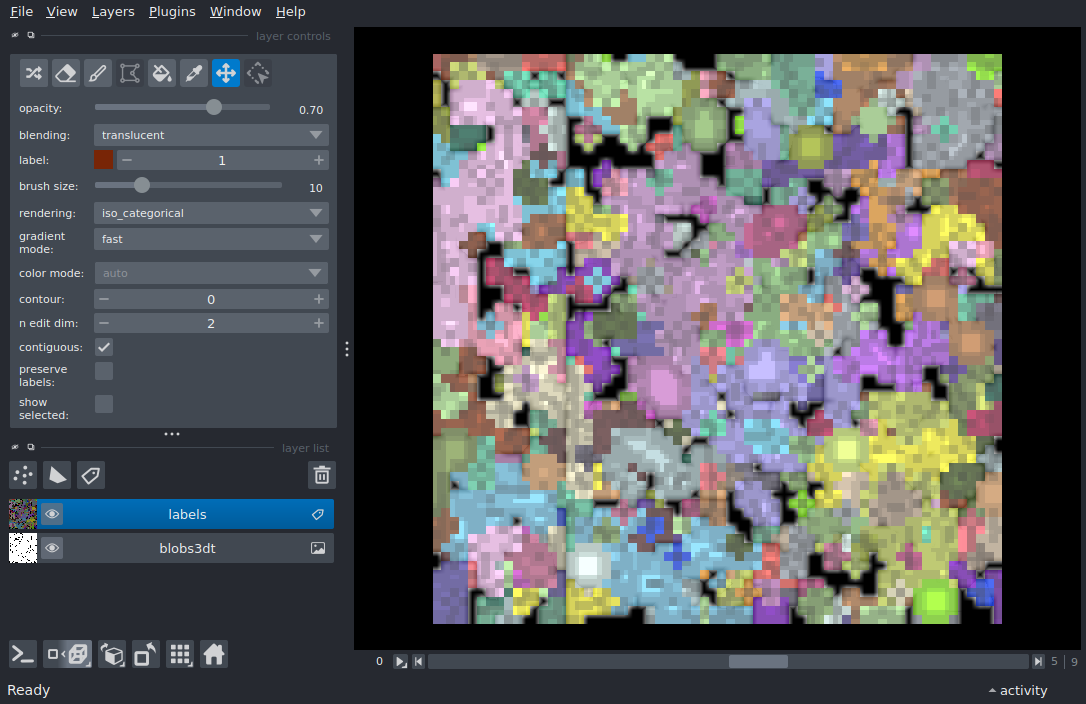 File View Layers Plugins Window Help
layer controls
opacity: 0.70
blending: translucent
label: 1
brush size: 10
rendering: iso_categorical
gradient
mode: fast
color mode: auto
contour: 0
n edit dim: 2
contiguous:
preserve
labels:
show
selected:
layer list
labels
blobs3dt
0 5 9
Ready activity